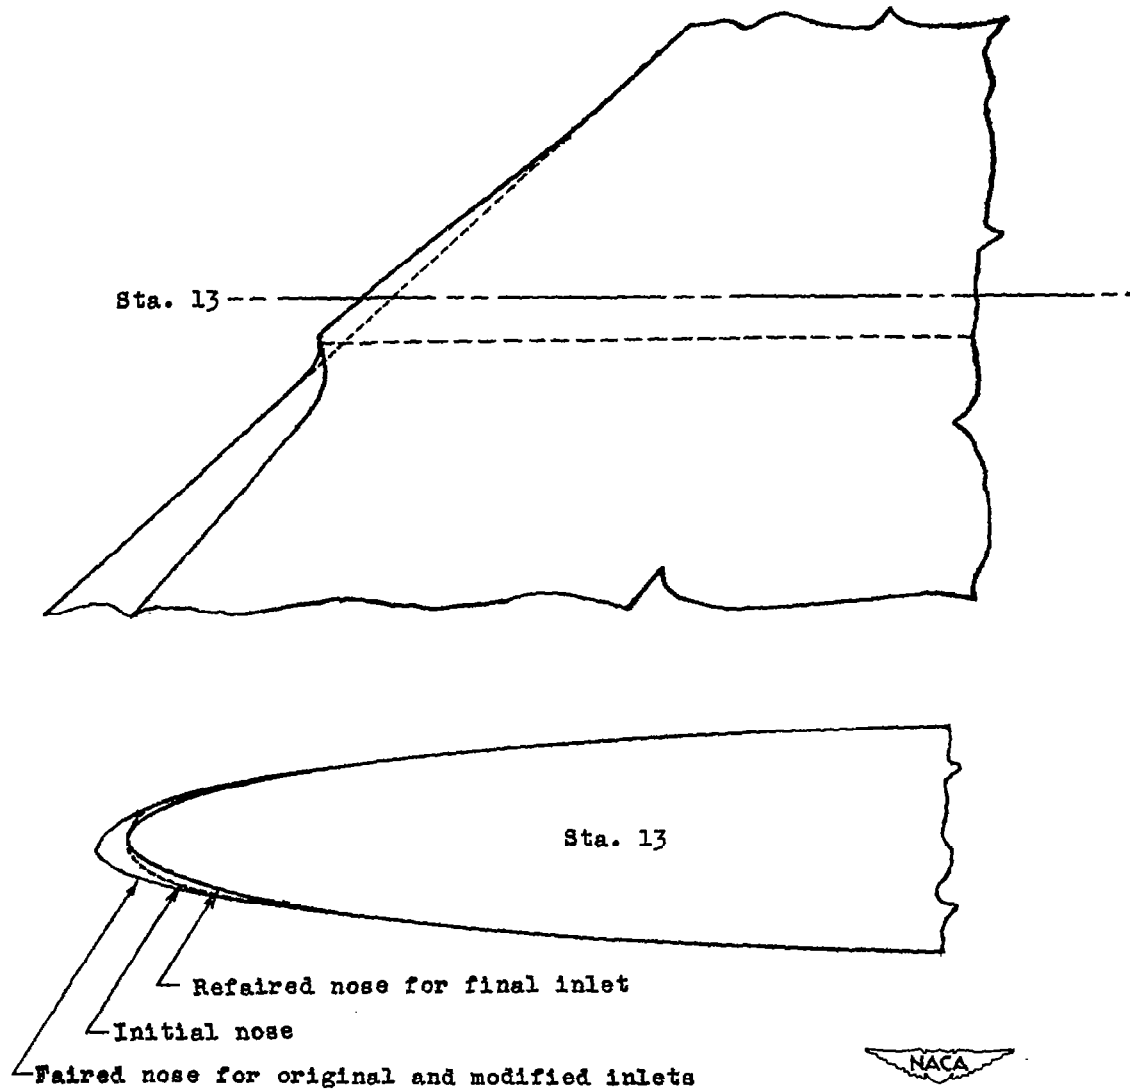 Sta. 13
Sta. 13
Refaired nose for final inlet
Initial nose
Faired nose for original and modified inlets
NACA